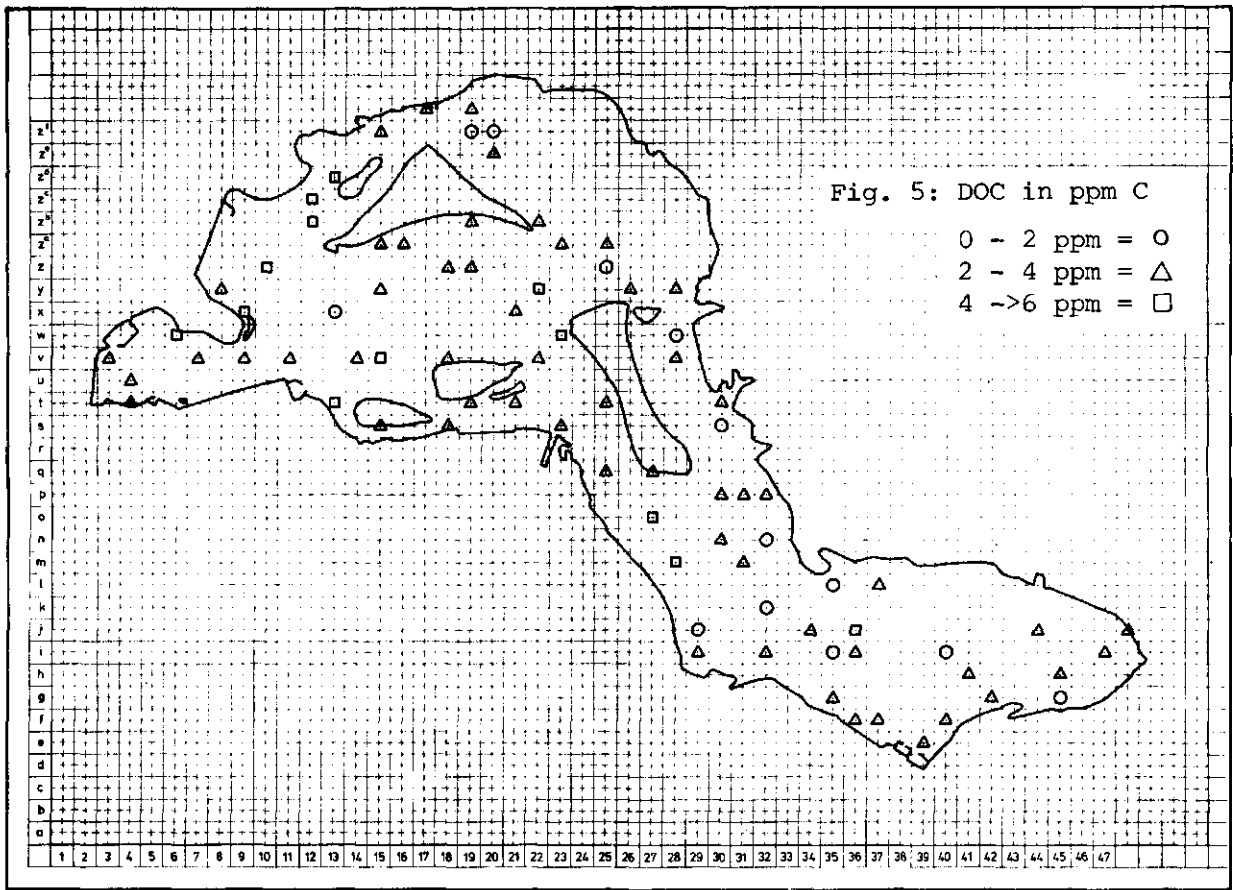 Fig. 5: DOC in ppm C
0 - 2 ppm = O
2 - 4 ppm = △
4 ->6 ppm = □
z
y
x
w
v
u
t
s
r
q
p
o
n
m
l
k
j
i
h
g
f
e
d
c
b
a
1 2 3 4 5 6 7 8 9 10 11 12 13 14 15 16 17 18 19 20 21 22 23 24 25 26 27 28 29 30 31 32 33 34 35 36 37 38 39 40 41 42 43 44 45 46 47